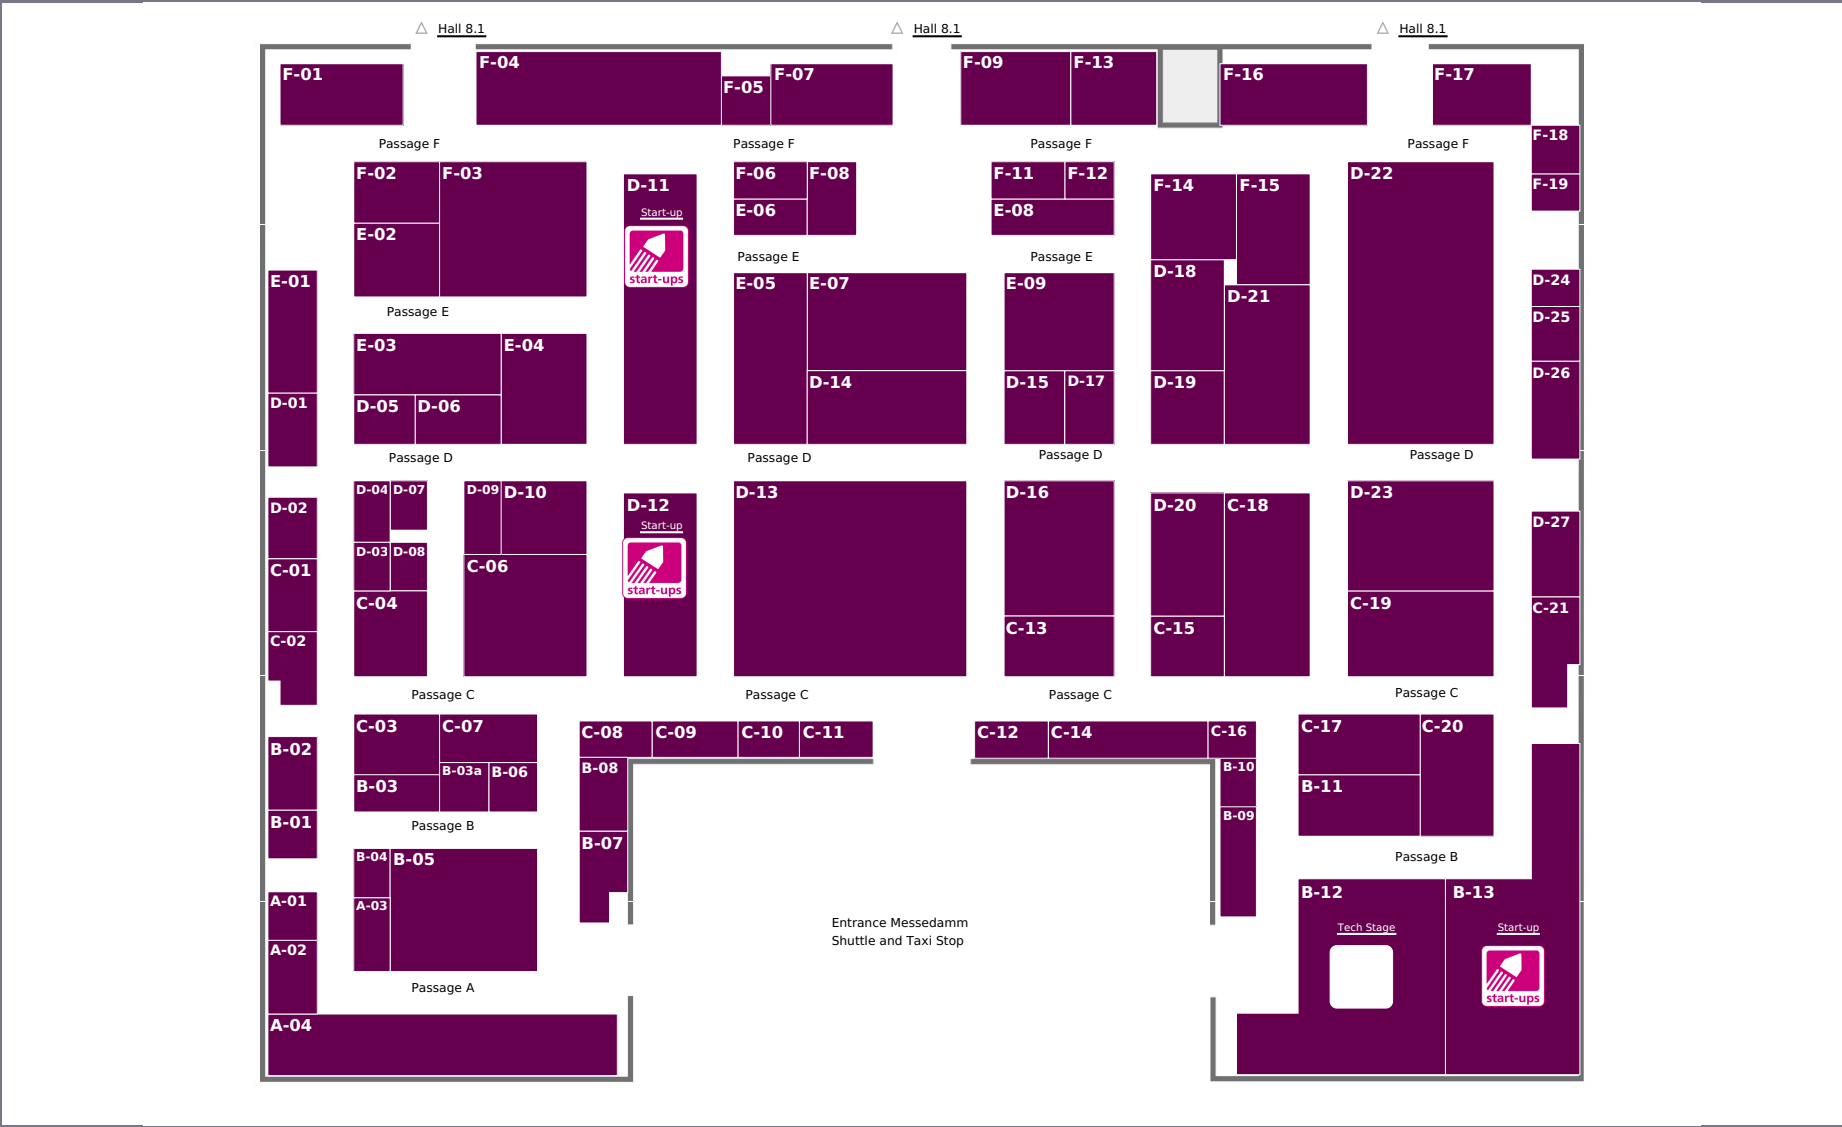 Hall 8.1
Hall 8.1
Hall 8.1
F-01
F-04
F-05
F-07
F-09
F-13
F-16
F-17
F-18
F-19
Passage F
Passage F
Passage F
Passage F
F-02
F-03
E-02
D-11
Start-up
start-ups
F-06
F-08
E-06
F-11
F-12
E-08
F-14
F-15
D-18
D-21
D-19
D-22
Passage E
Passage E
Passage E
E-01
D-01
E-03
E-04
D-05
D-06
E-05
E-07
D-14
E-09
D-15
D-17
D-24
D-25
D-26
Passage D
Passage D
Passage D
Passage D
D-02
C-01
C-02
D-04
D-07
D-03
D-08
C-04
D-09
D-10
C-06
D-12
Start-up
start-ups
D-13
D-16
C-13
D-20
C-18
C-15
D-23
C-19
D-27
C-21
Passage C
Passage C
Passage C
Passage C
B-02
B-01
C-03
C-07
B-03
B-03a
B-06
C-08
C-09
C-10
C-11
B-08
B-07
C-12
C-14
C-16
B-10
B-09
C-17
C-20
B-11
Passage B
Passage B
A-01
A-02
B-04
B-05
A-03
Passage A
A-04
Entrance Messedamm
Shuttle and Taxi Stop
B-12
Tech Stage
B-13
Start-up
start-ups